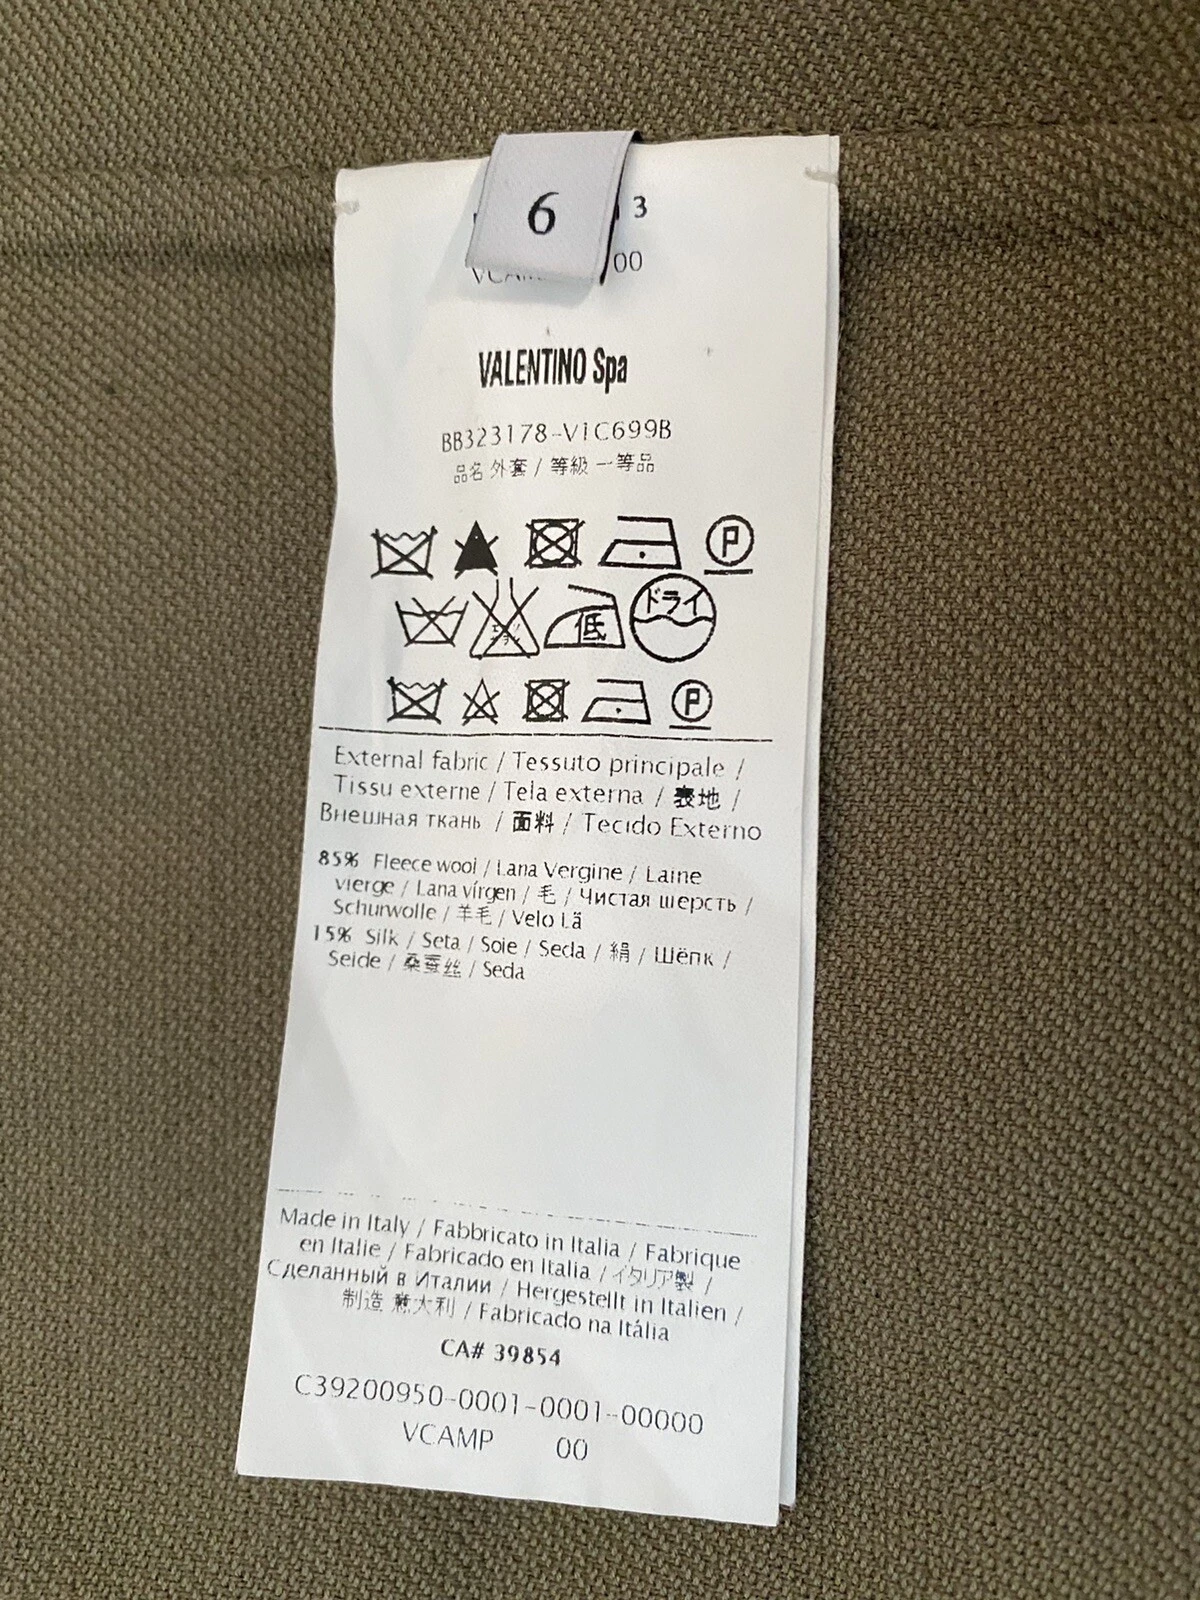 6
3
00
VALENTINO Spa
BB323178-V1C699B
品名 外套 / 等級 一等品
P
低 ドライ
P
External fabric / Tessuto principale /
Tissu externe / Tela externa / 表地 /
Внешная ткань / 面料 / Tecido Externo
85% Fleece wool / Lana Vergine / Laine
vierge / Lana vírgen / 毛 / Чистая шерсть /
Schurwolle / 羊毛 / Velo Lã
15% Silk / Seta / Soie / Seda / 絹 / Шёлк /
Seide / 桑蚕丝 / Seda
Made in Italy / Fabbricato in Italia / Fabrique
en Italie / Fabricado en Italia / イタリア製 /
Сделанный в Италии / Hergestellt in Italien /
制造 意大利 / Fabricado na Itália
CA# 39854
C39200950-0001-0001-00000
VCAMP 00